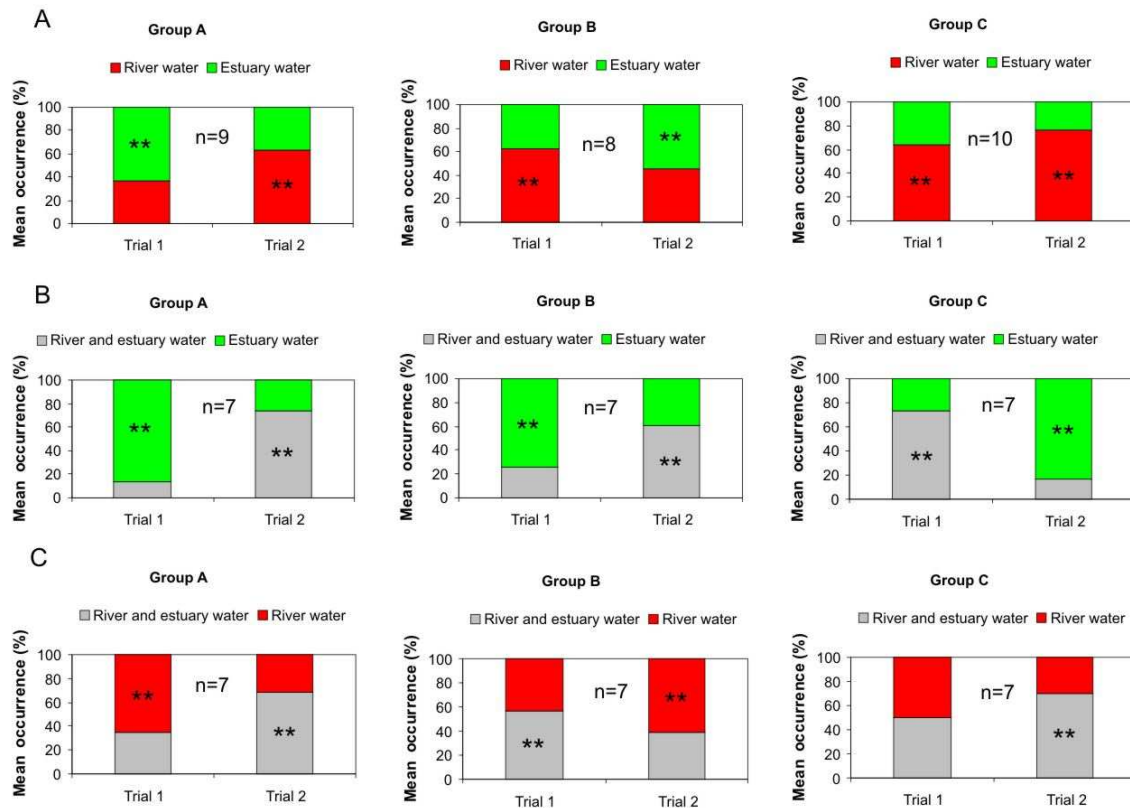 A
Group A
River water Estuary water
Mean occurrence (%)
100
80
60
40
20
0
**
n=9
**
Trial 1 Trial 2
Group B
River water Estuary water
Mean occurrence (%)
100
80
60
40
20
0
**
n=8
**
Trial 1 Trial 2
Group C
River water Estuary water
Mean occurrence (%)
100
80
60
40
20
0
**
n=10
**
Trial 1 Trial 2
B
Group A
River and estuary water Estuary water
Mean occurrence (%)
100
80
60
40
20
0
**
n=7
**
Trial 1 Trial 2
Group B
River and estuary water Estuary water
Mean occurrence (%)
100
80
60
40
20
0
**
n=7
**
Trial 1 Trial 2
Group C
River and estuary water Estuary water
Mean occurrence (%)
100
80
60
40
20
0
**
n=7
**
Trial 1 Trial 2
C
Group A
River and estuary water River water
Mean occurrence (%)
100
80
60
40
20
0
**
n=7
**
Trial 1 Trial 2
Group B
River and estuary water River water
Mean occurrence (%)
100
80
60
40
20
0
**
n=7
**
Trial 1 Trial 2
Group C
River and estuary water River water
Mean occurrence (%)
100
80
60
40
20
0
n=7
**
Trial 1 Trial 2